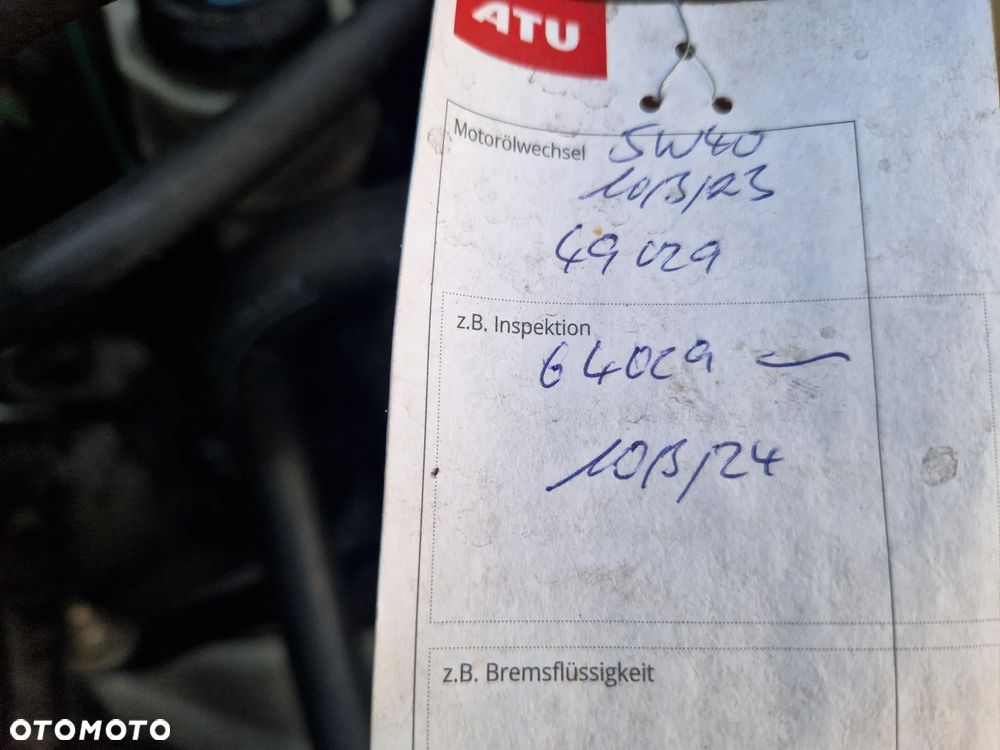 ATU
Motorölwechsel 5W40
10/3/23
49029
z.B. Inspektion
64029
10/3/24
z.B. Bremsflüssigkeit
OTOMOTO